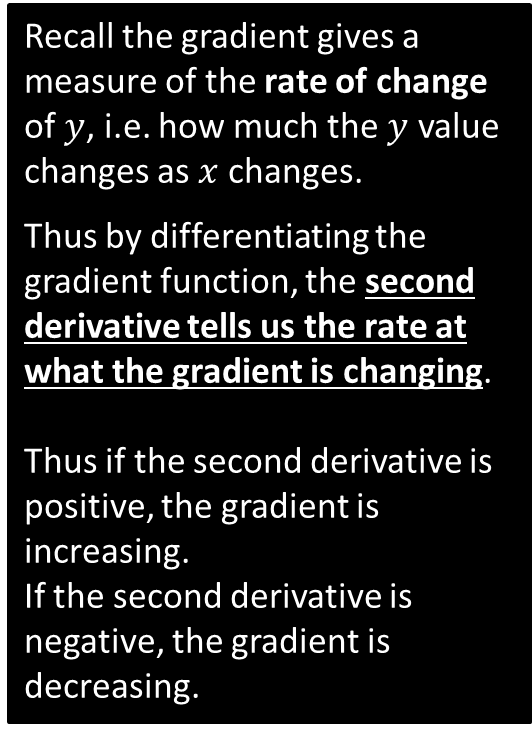 Recall the gradient gives a
measure of the rate of change
of y, i.e. how much the y value
changes as x changes.
Thus by differentiating the
gradient function, the second
derivative tells us the rate at
what the gradient is changing.
Thus if the second derivative is
positive, the gradient is
increasing.
If the second derivative is
negative, the gradient is
decreasing.